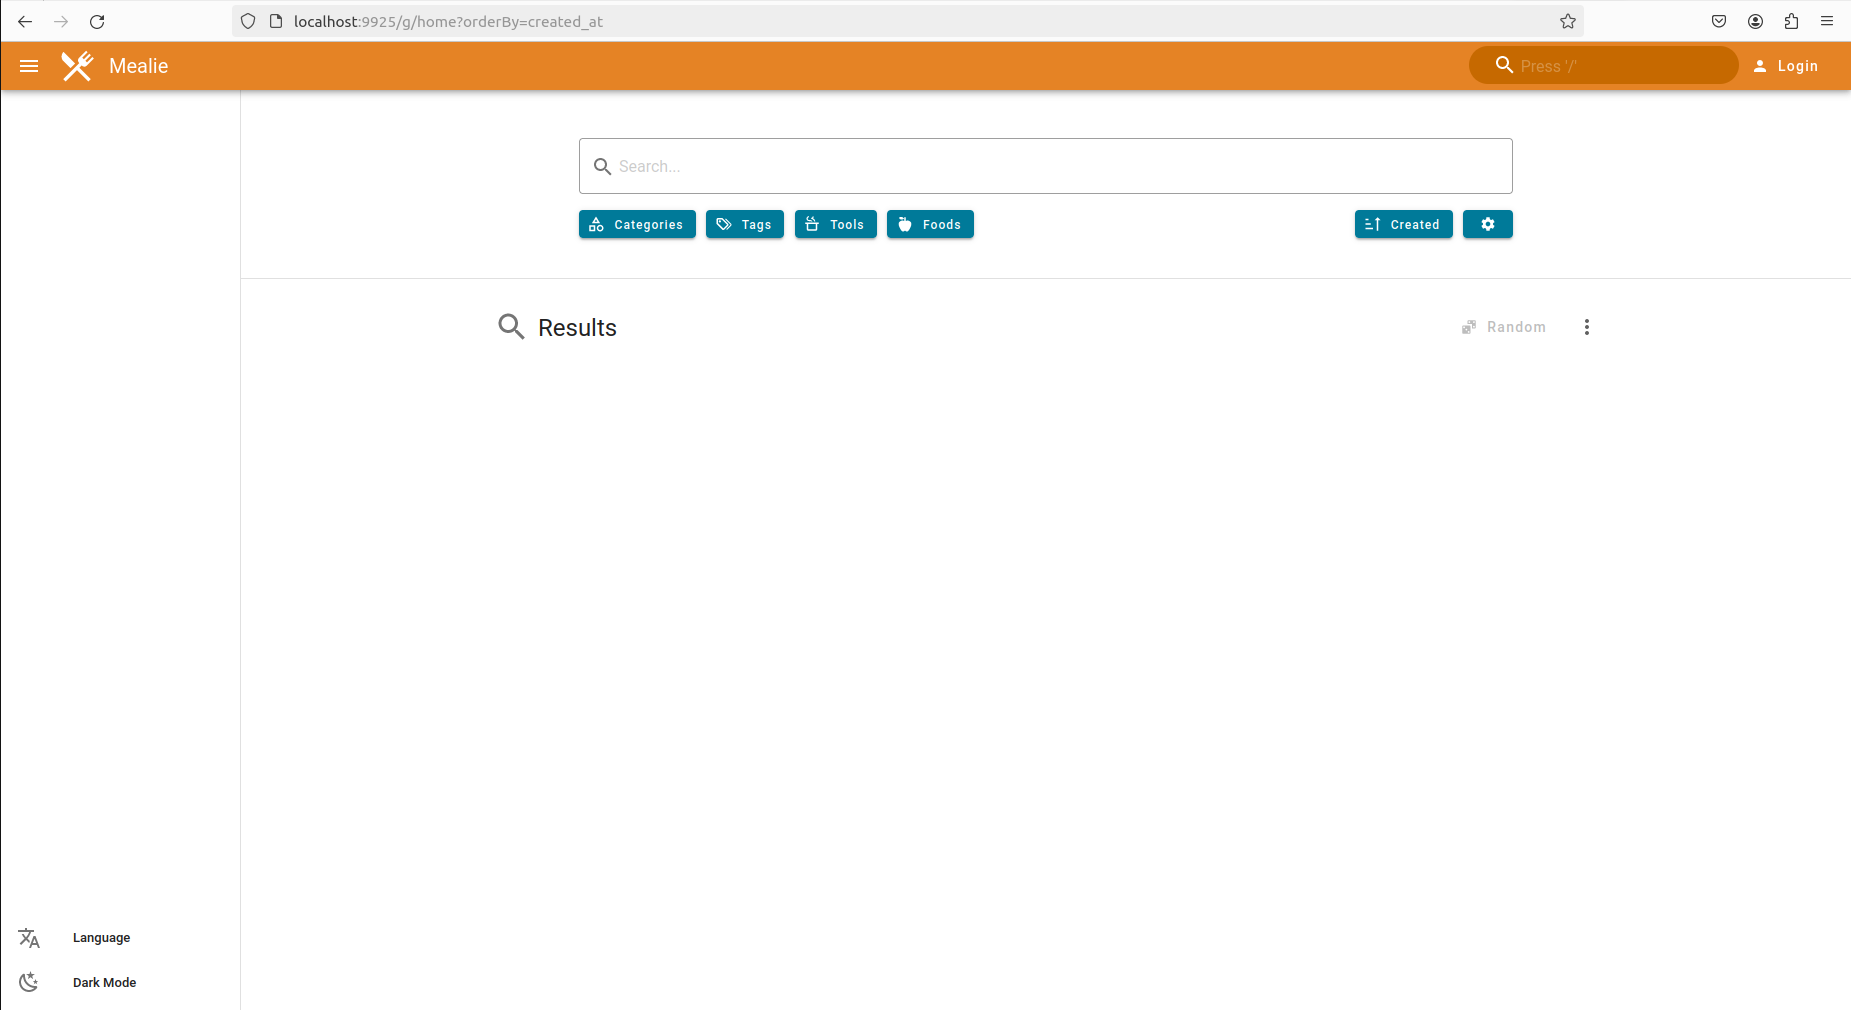 localhost:9925/g/home?orderBy=created_at
Mealie
Press '/'
Login
Search...
Categories
Tags
Tools
Foods
Created
Results
Random
Language
Dark Mode